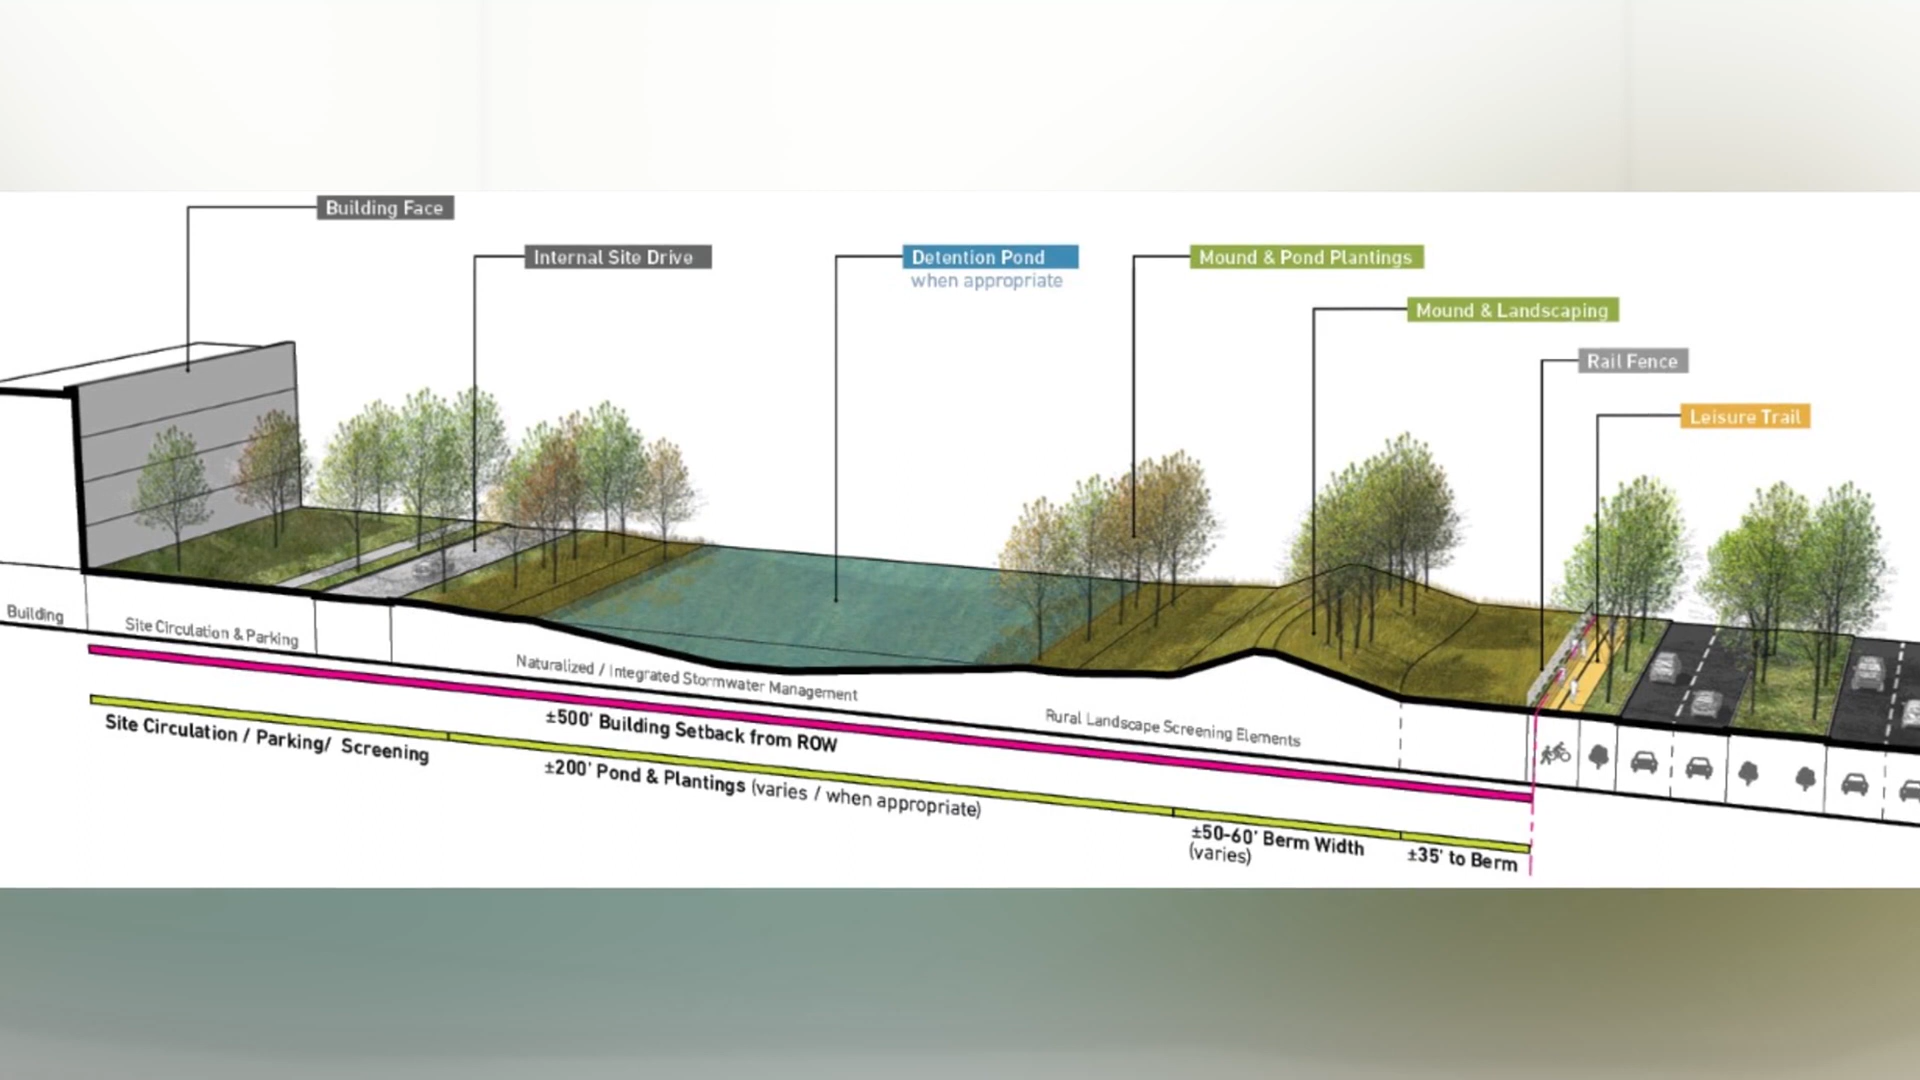 Building Face
Internal Site Drive
Detention Pond
when appropriate
Mound & Pond Plantings
Mound & Landscaping
Rail Fence
Leisure Trail
Building
Site Circulation & Parking
Naturalized / Integrated Stormwater Management
Rural Landscape Screening Elements
±500' Building Setback from ROW
Site Circulation / Parking/ Screening
±200' Pond & Plantings (varies / when appropriate)
±50-60' Berm Width
(varies)
±35' to Berm